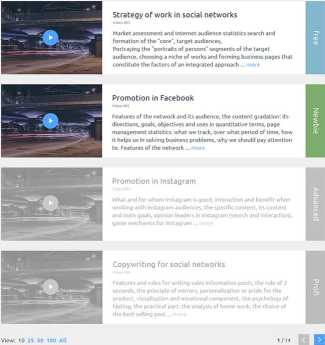 Strategy of work in social networks
Market assessment and internet audience statistics search and
formation of the "core", target audiences,
Portraying the "portraits of persons" segments of the target
audience, choosing a niche of works and forming business pages that
constitute the factors of an integrated approach ... more
Free
Promotion in Facebook
Features of the network and its audience, the content gradation: its
directions, goals, objectives and uses in quantitative terms, page
management statistics: what we track, over what period of time, how
it helps us in solving business problems, why we should pay attention
to. Features of the network ... more
Newbie
Promotion in Instagram
What and for whom Instagram is good, interaction and benefit when
working with Instagram audiences, the specific content, its content
and main goals, opinion leaders in Instagram (search and interaction),
game mechanics for Instagram ... more
Advanced
Copywriting for social networks
Features and rules for writing sales information posts, the rule of 3
seconds, the principle of mirrors, personalization or pride for the
product, visualization and emotional component, the psychology of
feeling, the practical part: the analysis of home work, the choice of
the best selling post ... more
Profi
View: 10 25 50 100 All
1 / 14